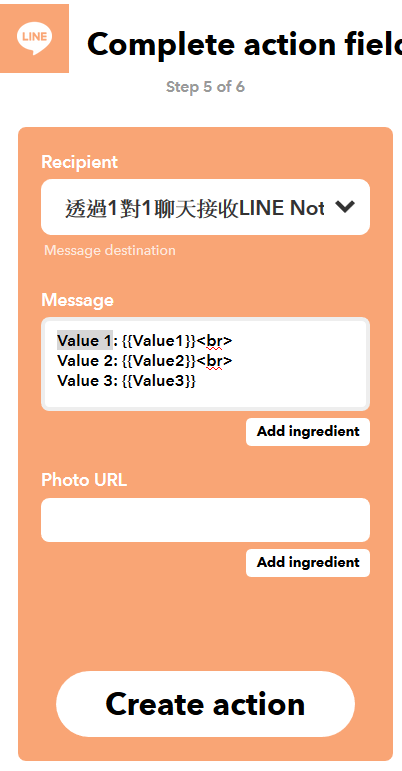 LINE
Complete action fiel
Step 5 of 6
Recipient
透過1對1聊天接收LINE Not
Message destination
Message
Value 1: {{Value1}}<br>
Value 2: {{Value2}}<br>
Value 3: {{Value3}}
Add ingredient
Photo URL
Add ingredient
Create action